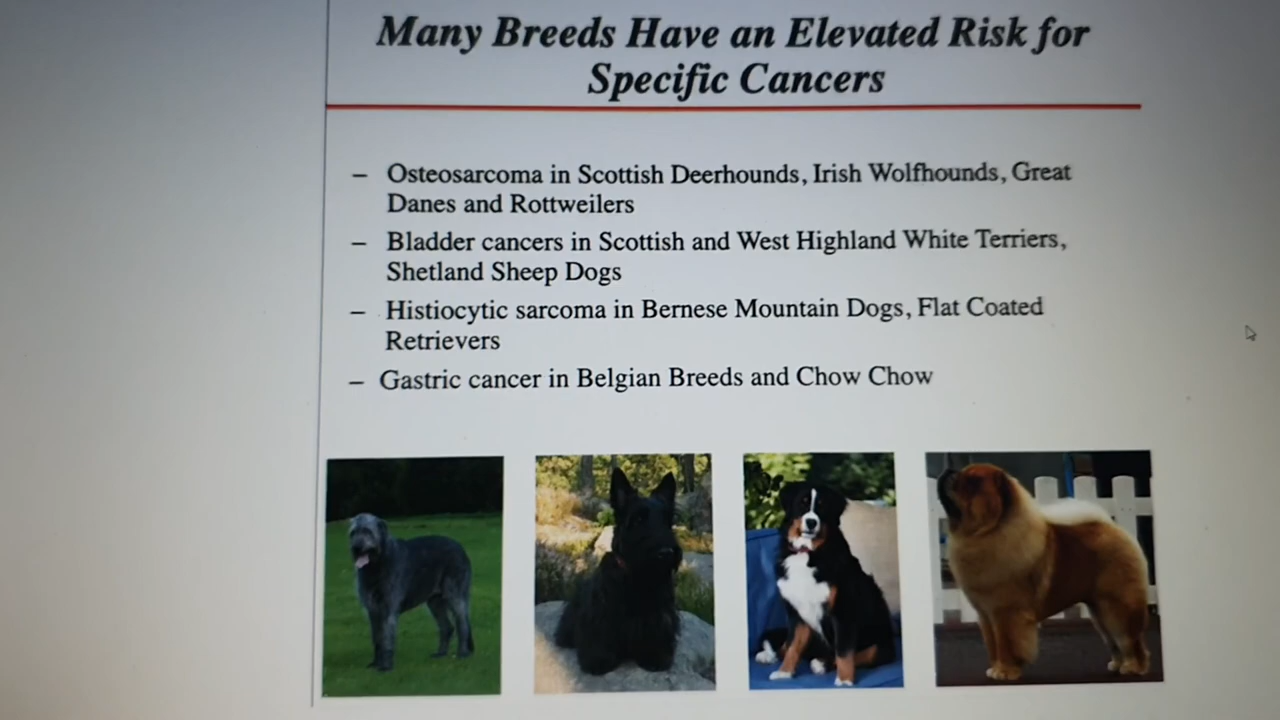 Many Breeds Have an Elevated Risk for
Specific Cancers
– Osteosarcoma in Scottish Deerhounds, Irish Wolfhounds, Great
Danes and Rottweilers
– Bladder cancers in Scottish and West Highland White Terriers,
Shetland Sheep Dogs
– Histiocytic sarcoma in Bernese Mountain Dogs, Flat Coated
Retrievers
– Gastric cancer in Belgian Breeds and Chow Chow